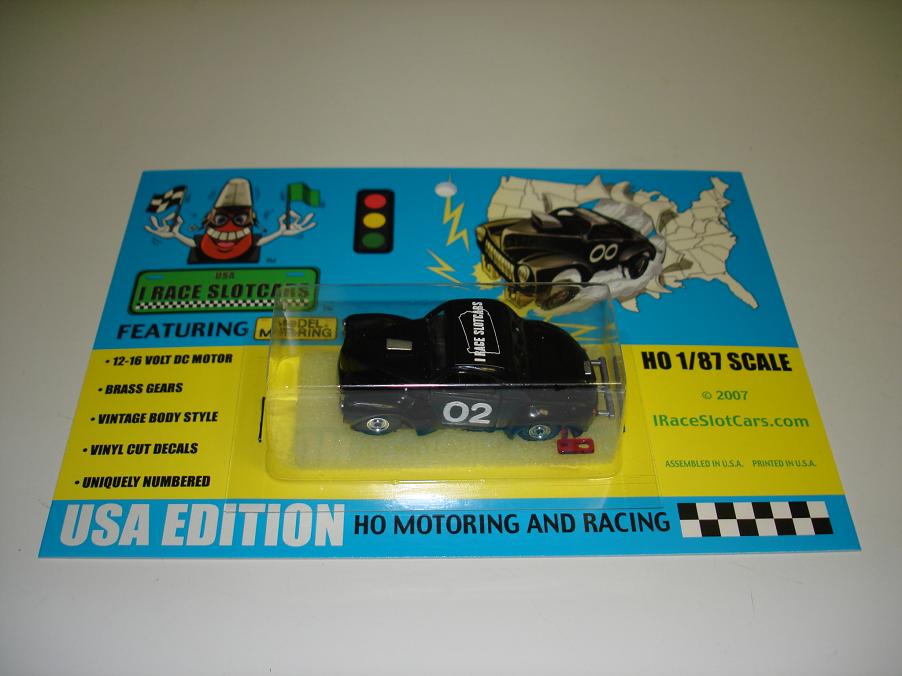 USA
I RACE SLOTCARS
TM
FEATURING
MODEL MOTORING
• 12-16 VOLT DC MOTOR
• BRASS GEARS
• VINTAGE BODY STYLE
• VINYL CUT DECALS
• UNIQUELY NUMBERED
00
I RACE SLOTCARS
02
HO 1/87 SCALE
© 2007
IRaceSlotCars.com
ASSEMBLED IN U.S.A. PRINTED IN U.S.A.
USA EDITION
HO MOTORING AND RACING